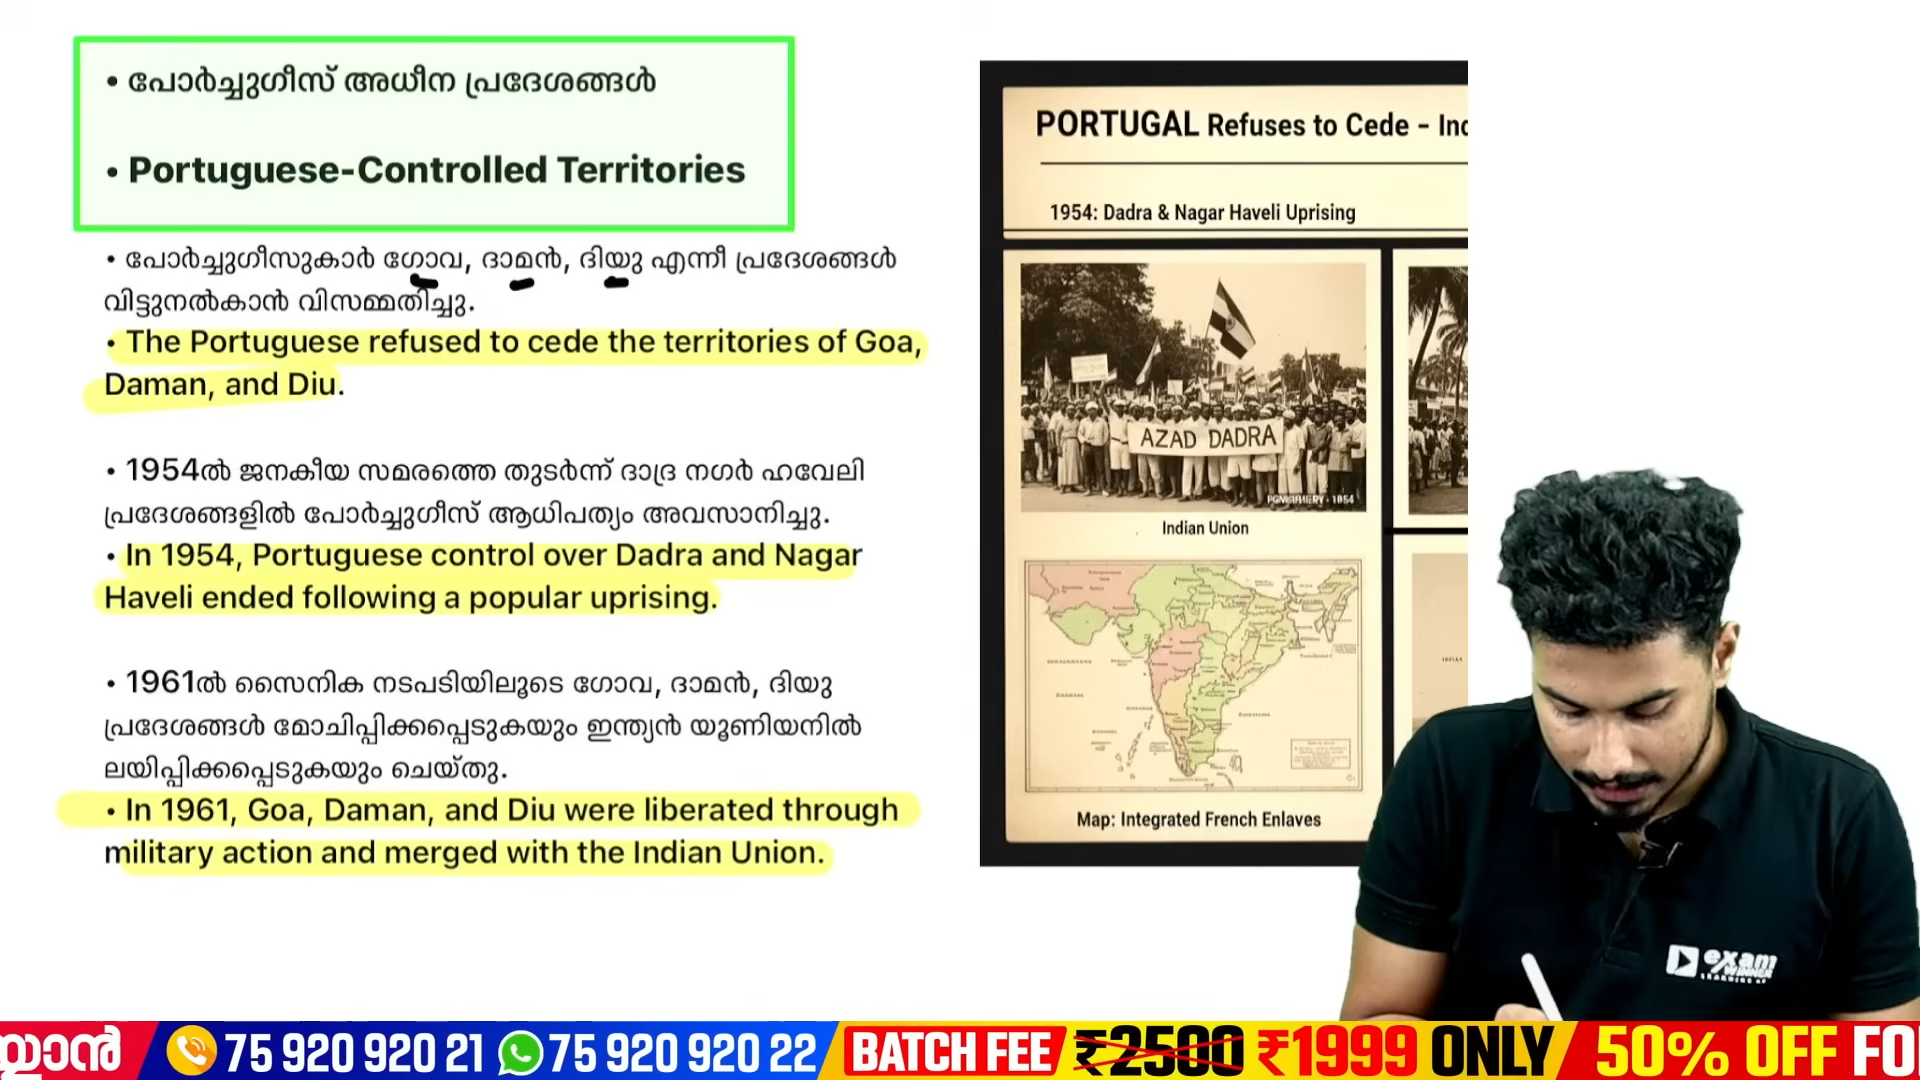 • പോർച്ചുഗീസ് അധീന പ്രദേശങ്ങൾ
• Portuguese-Controlled Territories
• പോർച്ചുഗീസുകാർ ഗോവ, ദാമൻ, ദിയു എന്നീ പ്രദേശങ്ങൾ
വിട്ടുനൽകാൻ വിസമ്മതിച്ചു.
• The Portuguese refused to cede the territories of Goa,
Daman, and Diu.
• 1954ൽ ജനകീയ സമരത്തെ തുടർന്ന് ദാദ്ര നഗർ ഹവേലി
പ്രദേശങ്ങളിൽ പോർച്ചുഗീസ് ആധിപത്യം അവസാനിച്ചു.
• In 1954, Portuguese control over Dadra and Nagar
Haveli ended following a popular uprising.
• 1961ൽ സൈനിക നടപടിയിലൂടെ ഗോവ, ദാമൻ, ദിയു
പ്രദേശങ്ങൾ മോചിപ്പിക്കപ്പെടുകയും ഇന്ത്യൻ യൂണിയനിൽ
ലയിപ്പിക്കപ്പെടുകയും ചെയ്തു.
• In 1961, Goa, Daman, and Diu were liberated through
military action and merged with the Indian Union.
PORTUGAL Refuses to Cede - Inc
1954: Dadra & Nagar Haveli Uprising
AZAD DADRA
Indian Union
Map: Integrated French Enlaves
exam
WINNER
75 920 920 21 75 920 920 22 BATCH FEE ₹2500 ₹1999 ONLY 50% OFF FO